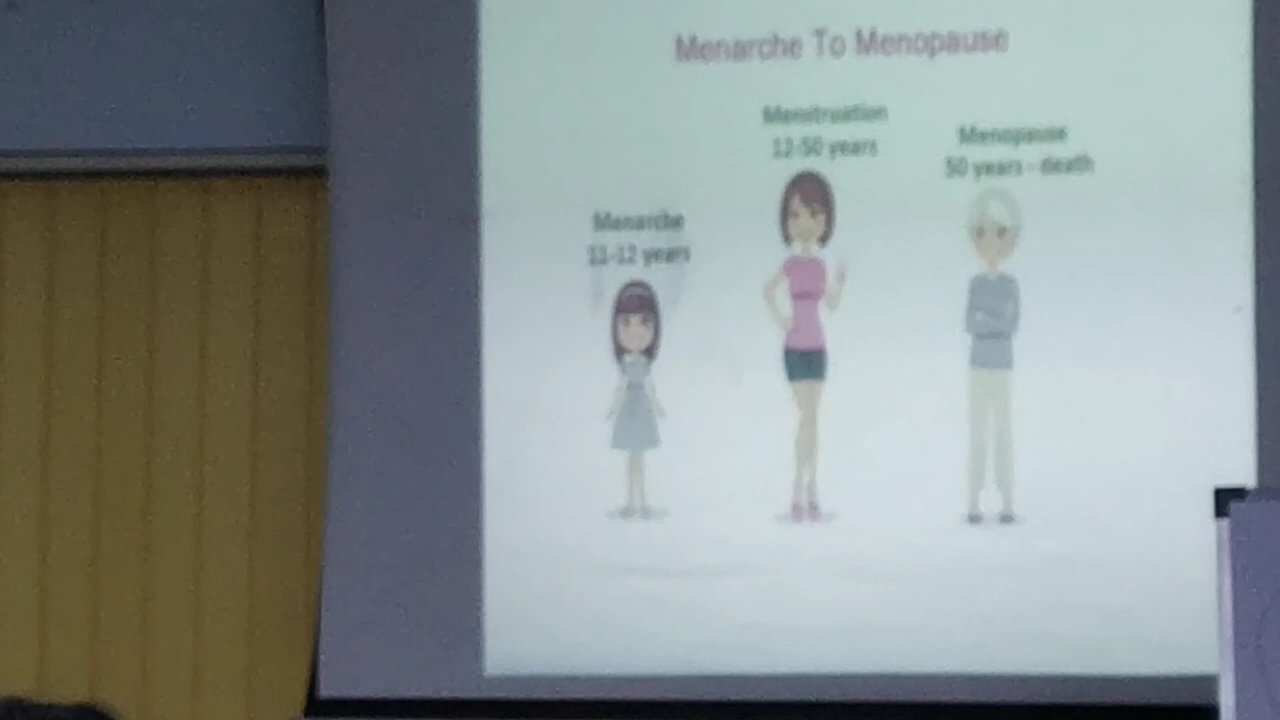 Menarche To Menopause
Menstruation
12-50 years
Menopause
50 years - death
Menarche
11-12 years